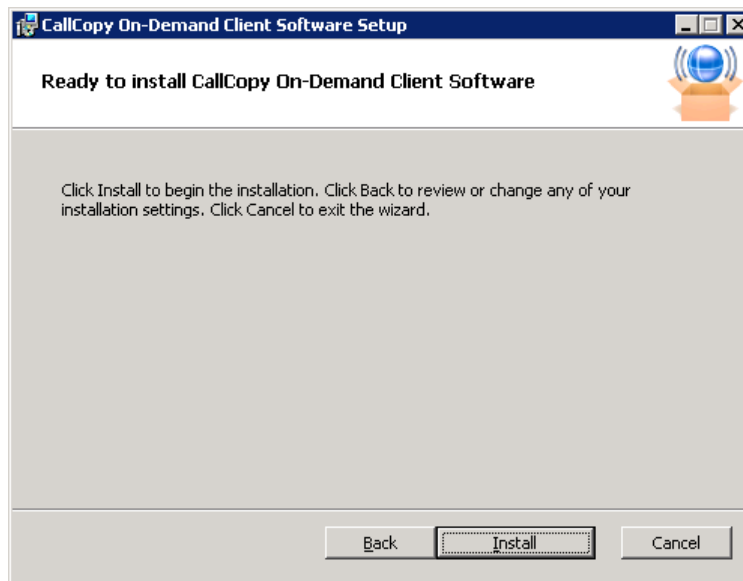 CallCopy On-Demand Client Software Setup
Ready to install CallCopy On-Demand Client Software
Click Install to begin the installation. Click Back to review or change any of your
installation settings. Click Cancel to exit the wizard.
Back Install Cancel